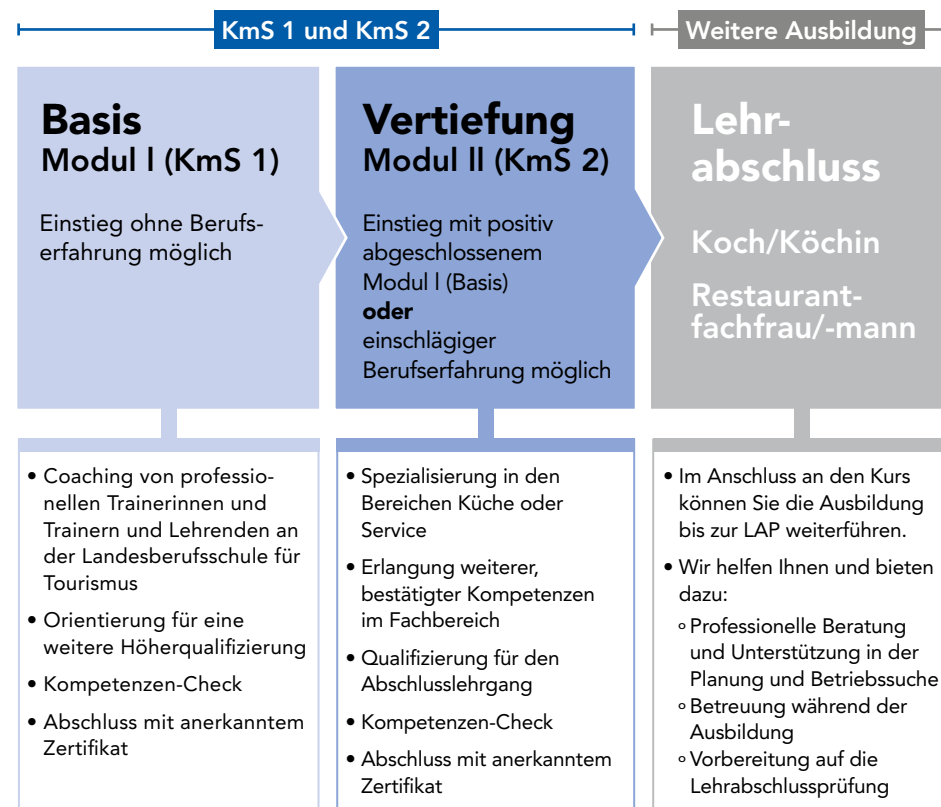 KmS 1 und KmS 2
Weitere Ausbildung
Basis
Modul I (KmS 1)
Einstieg ohne Berufs-
erfahrung möglich
Vertiefung
Modul II (KmS 2)
Einstieg mit positiv
abgeschlossenem
Modul I (Basis)
oder
einschlägiger
Berufserfahrung möglich
Lehr-
abschluss
Koch/Köchin
Restaurant-
fachfrau/-mann
• Coaching von professio-
nellen Trainerinnen und
Trainern und Lehrenden an
der Landesberufsschule für
Tourismus
• Orientierung für eine
weitere Höherqualifizierung
• Kompetenzen-Check
• Abschluss mit anerkanntem
Zertifikat
• Spezialisierung in den
Bereichen Küche oder
Service
• Erlangung weiterer,
bestätigter Kompetenzen
im Fachbereich
• Qualifizierung für den
Abschlusslehrgang
• Kompetenzen-Check
• Abschluss mit anerkanntem
Zertifikat
• Im Anschluss an den Kurs
können Sie die Ausbildung
bis zur LAP weiterführen.
• Wir helfen Ihnen und bieten
dazu:
° Professionelle Beratung
und Unterstützung in der
Planung und Betriebssuche
° Betreuung während der
Ausbildung
° Vorbereitung auf die
Lehrabschlussprüfung